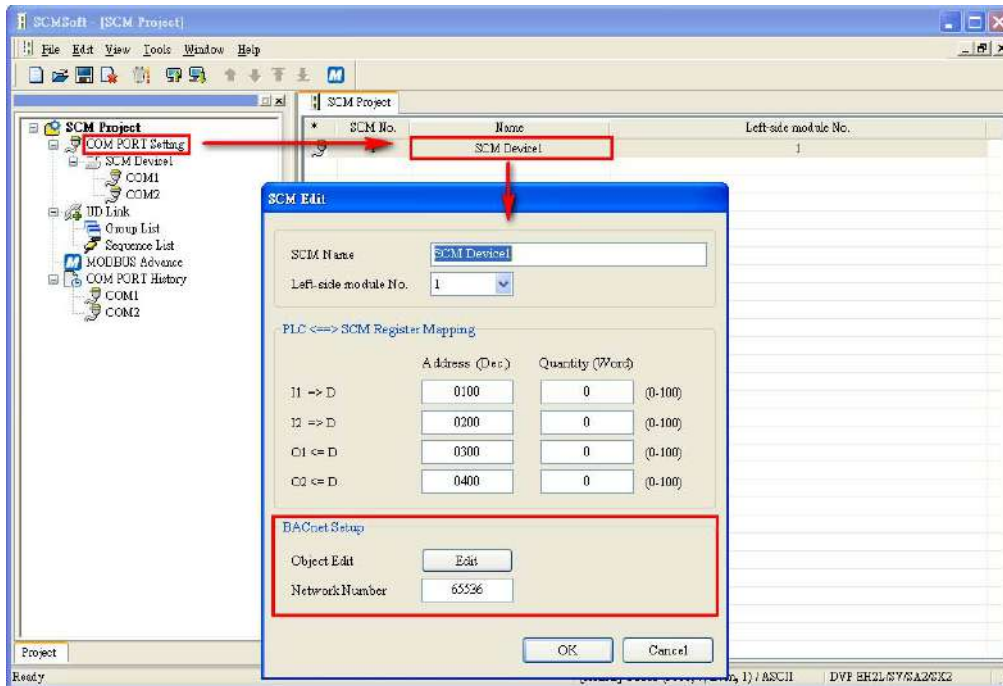 SCMSoft - [SCM Project]
File Edit View Tools Window Help
SCM Project
COM PORT Setting
SCM Device1
COM1
COM2
UD Link
Group List
Sequence List
MODBUS Advance
COM PORT History
COM1
COM2
Project
SCM Project
* SCM No. Name Left-side module No.
SCM Device1 1
SCM Edit
SCM Name SCM Device1
Left-side module No. 1
PLC <==> SCM Register Mapping
Address (Dec) Quantity (Word)
I1 => D 0100 0 (0-100)
I2 => D 0200 0 (0-100)
O1 <= D 0300 0 (0-100)
O2 <= D 0400 0 (0-100)
BACnet Setup
Object Edit Edit
Network Number 65536
OK Cancel
Ready 1) / ASCII DVP EH2L/SV/SA2/SX2